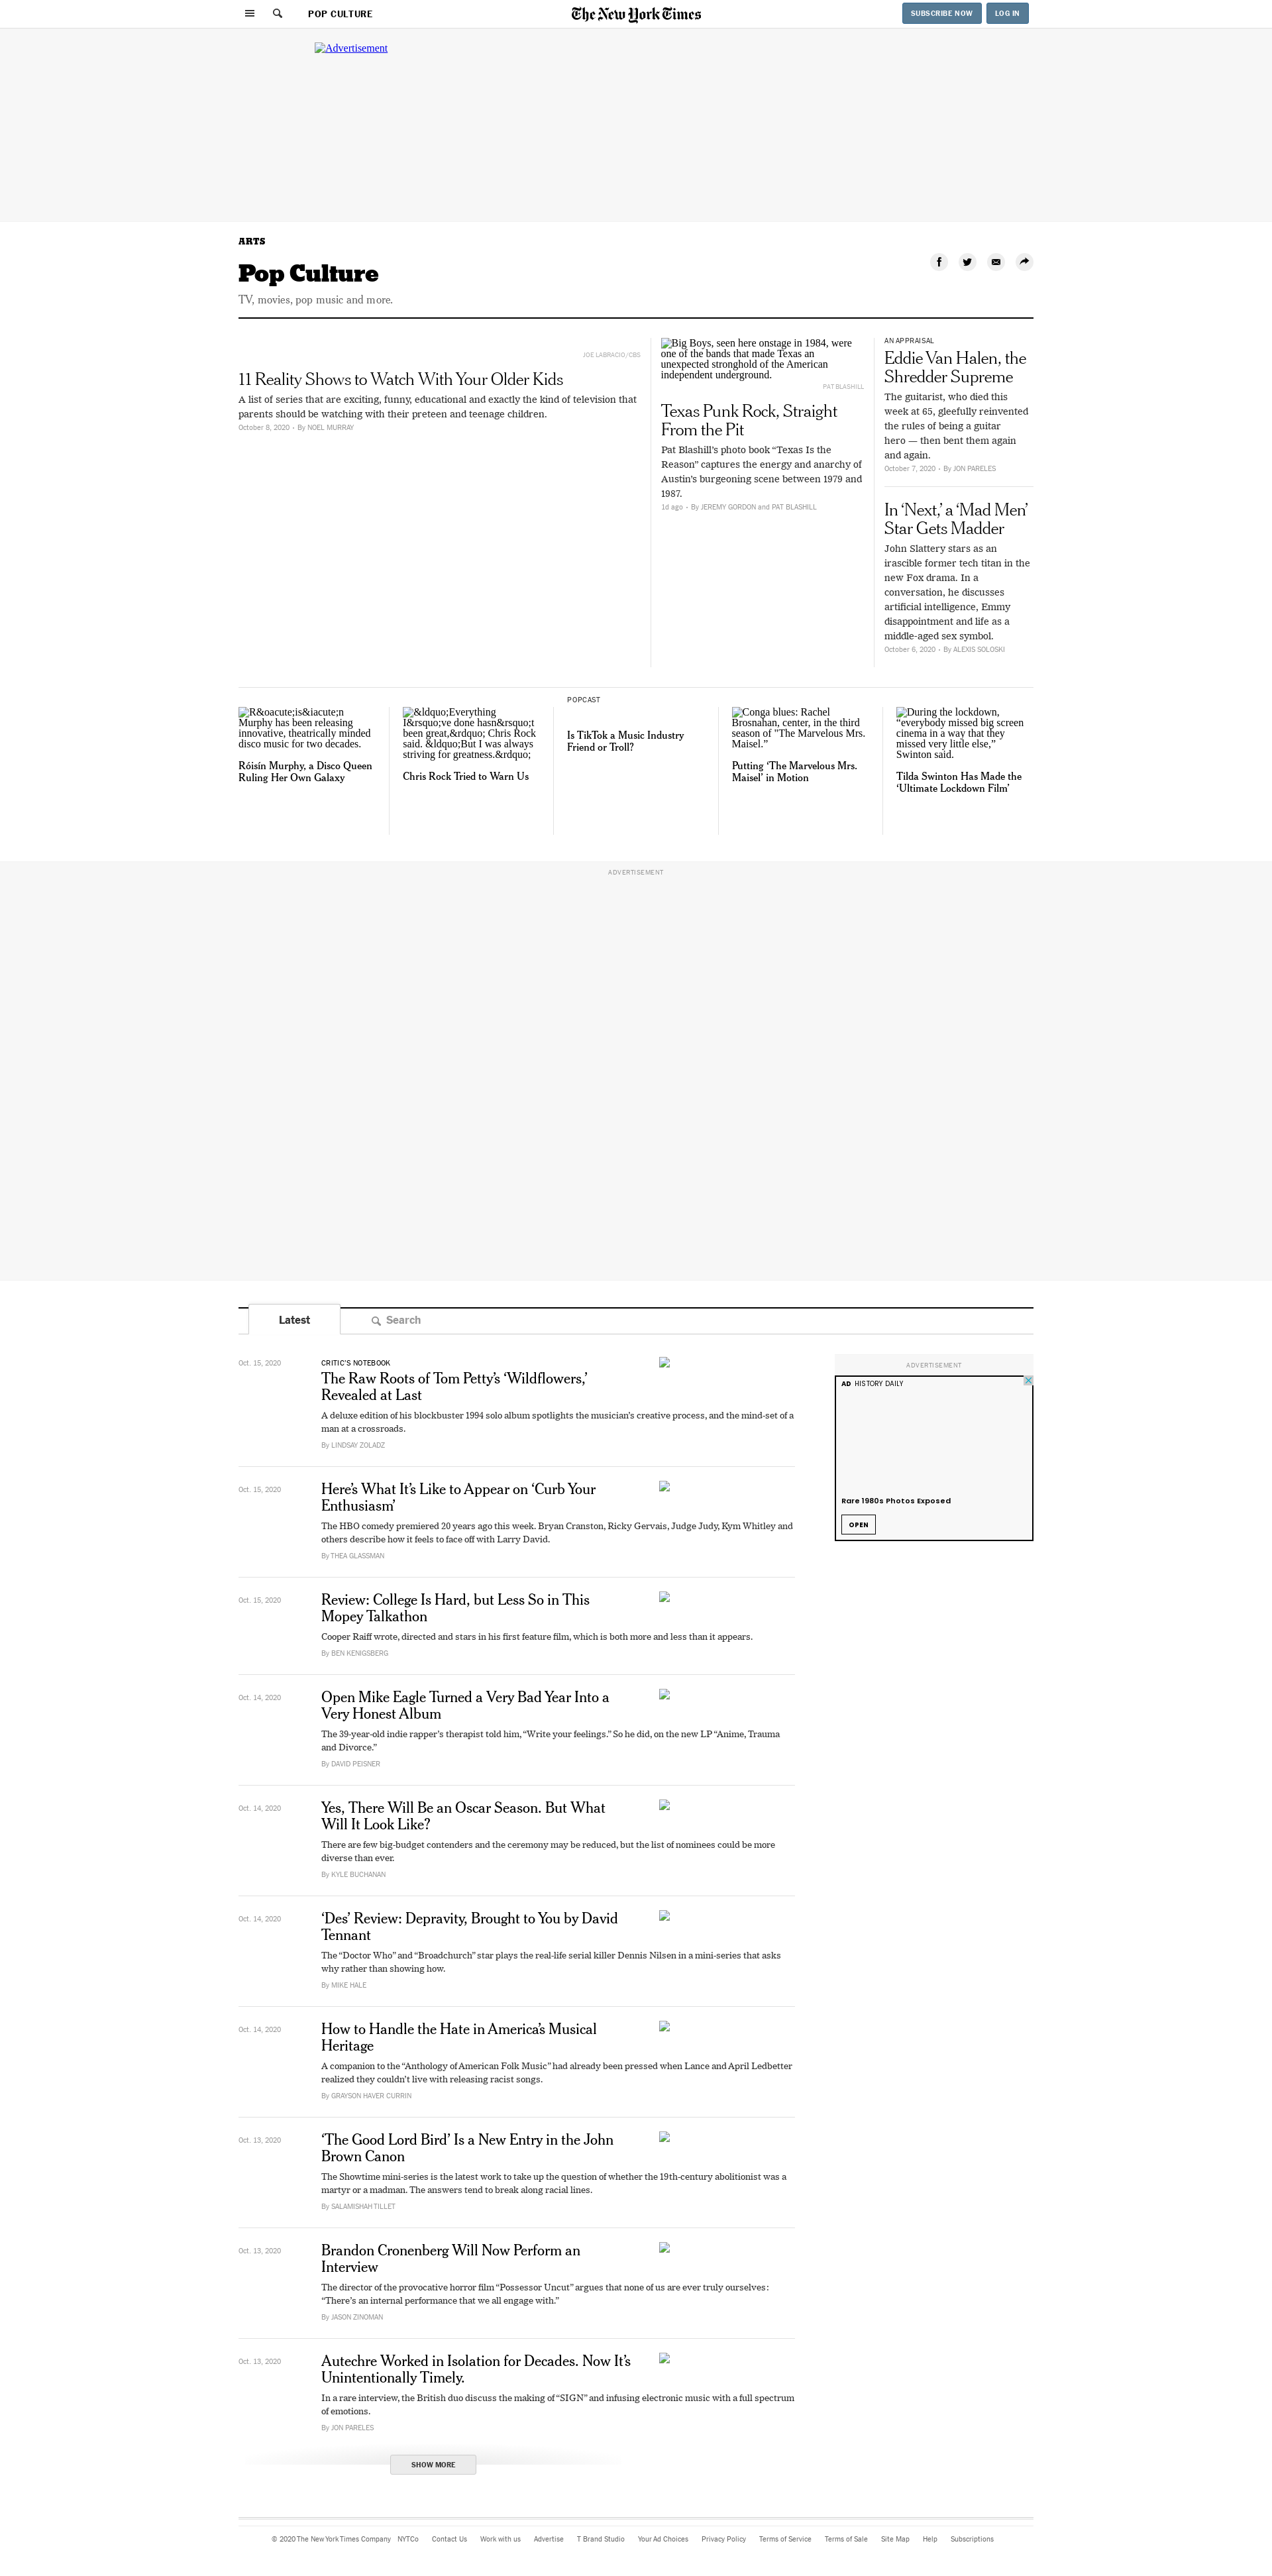 POP CULTURE
The New York Times
SUBSCRIBE NOW
LOG IN
Advertisement
ARTS
Pop Culture
TV, movies, pop music and more.
JOE LABRACIO/CBS
11 Reality Shows to Watch With Your Older Kids
A list of series that are exciting, funny, educational and exactly the kind of television that
parents should be watching with their preteen and teenage children.
October 8, 2020 · By NOEL MURRAY
Big Boys, seen here onstage in 1984, were
one of the bands that made Texas an
unexpected stronghold of the American
independent underground.
PAT BLASHILL
Texas Punk Rock, Straight
From the Pit
Pat Blashill’s photo book “Texas Is the
Reason” captures the energy and anarchy of
Austin’s burgeoning scene between 1979 and
1987.
1d ago · By JEREMY GORDON and PAT BLASHILL
AN APPRAISAL
Eddie Van Halen, the
Shredder Supreme
The guitarist, who died this
week at 65, gleefully reinvented
the rules of being a guitar
hero — then bent them again
and again.
October 7, 2020 · By JON PARELES
In ‘Next,’ a ‘Mad Men’
Star Gets Madder
John Slattery stars as an
irascible former tech titan in the
new Fox drama. In a
conversation, he discusses
artificial intelligence, Emmy
disappointment and life as a
middle-aged sex symbol.
October 6, 2020 · By ALEXIS SOLOSKI
R&oacute;is&iacute;n
Murphy has been releasing
innovative, theatrically minded
disco music for two decades.
Róisín Murphy, a Disco Queen
Ruling Her Own Galaxy
&ldquo;Everything
I&rsquo;ve done hasn&rsquo;t
been great,&rdquo; Chris Rock
said. &ldquo;But I was always
striving for greatness.&rdquo;
Chris Rock Tried to Warn Us
POPCAST
Is TikTok a Music Industry
Friend or Troll?
Conga blues: Rachel
Brosnahan, center, in the third
season of "The Marvelous Mrs.
Maisel.”
Putting ‘The Marvelous Mrs.
Maisel’ in Motion
During the lockdown,
“everybody missed big screen
cinema in a way that they
missed very little else,”
Swinton said.
Tilda Swinton Has Made the
‘Ultimate Lockdown Film’
ADVERTISEMENT
Latest
Search
Oct. 15, 2020
CRITIC’S NOTEBOOK
The Raw Roots of Tom Petty’s ‘Wildflowers,’
Revealed at Last
A deluxe edition of his blockbuster 1994 solo album spotlights the musician’s creative process, and the mind-set of a
man at a crossroads.
By LINDSAY ZOLADZ
ADVERTISEMENT
AD HISTORY DAILY
Rare 1980s Photos Exposed
OPEN
Oct. 15, 2020
Here’s What It’s Like to Appear on ‘Curb Your
Enthusiasm’
The HBO comedy premiered 20 years ago this week. Bryan Cranston, Ricky Gervais, Judge Judy, Kym Whitley and
others describe how it feels to face off with Larry David.
By THEA GLASSMAN
Oct. 15, 2020
Review: College Is Hard, but Less So in This
Mopey Talkathon
Cooper Raiff wrote, directed and stars in his first feature film, which is both more and less than it appears.
By BEN KENIGSBERG
Oct. 14, 2020
Open Mike Eagle Turned a Very Bad Year Into a
Very Honest Album
The 39-year-old indie rapper’s therapist told him, “Write your feelings.” So he did, on the new LP “Anime, Trauma
and Divorce.”
By DAVID PEISNER
Oct. 14, 2020
Yes, There Will Be an Oscar Season. But What
Will It Look Like?
There are few big-budget contenders and the ceremony may be reduced, but the list of nominees could be more
diverse than ever.
By KYLE BUCHANAN
Oct. 14, 2020
‘Des’ Review: Depravity, Brought to You by David
Tennant
The “Doctor Who” and “Broadchurch” star plays the real-life serial killer Dennis Nilsen in a mini-series that asks
why rather than showing how.
By MIKE HALE
Oct. 14, 2020
How to Handle the Hate in America’s Musical
Heritage
A companion to the “Anthology of American Folk Music” had already been pressed when Lance and April Ledbetter
realized they couldn’t live with releasing racist songs.
By GRAYSON HAVER CURRIN
Oct. 13, 2020
‘The Good Lord Bird’ Is a New Entry in the John
Brown Canon
The Showtime mini-series is the latest work to take up the question of whether the 19th-century abolitionist was a
martyr or a madman. The answers tend to break along racial lines.
By SALAMISHAH TILLET
Oct. 13, 2020
Brandon Cronenberg Will Now Perform an
Interview
The director of the provocative horror film “Possessor Uncut” argues that none of us are ever truly ourselves:
“There’s an internal performance that we all engage with.”
By JASON ZINOMAN
Oct. 13, 2020
Autechre Worked in Isolation for Decades. Now It’s
Unintentionally Timely.
In a rare interview, the British duo discuss the making of “SIGN” and infusing electronic music with a full spectrum
of emotions.
By JON PARELES
SHOW MORE
© 2020 The New York Times Company NYTCo Contact Us Work with us Advertise T Brand Studio Your Ad Choices Privacy Policy Terms of Service Terms of Sale Site Map Help Subscriptions